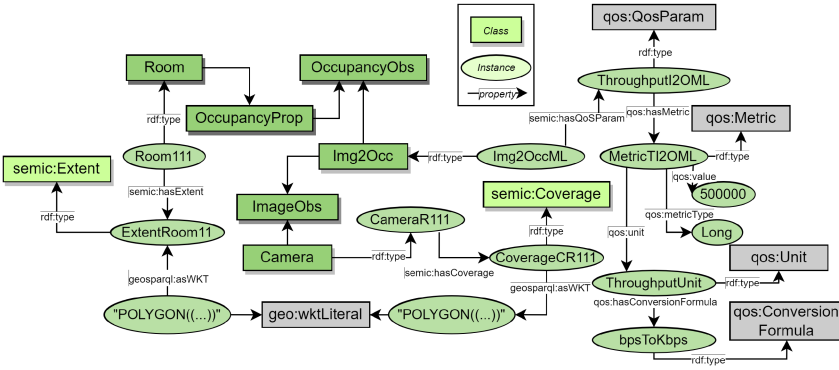 qos:QosParam
Class
rdf:type
Instance
property
Room
OccupancyObs
ThroughputI2OML
semic:hasQoSParam
qos:hasMetric
rdf:type
OccupancyProp
qos:Metric
Room111
Img2Occ
rdf:type
Img2OccML
MetricTI2OML
rdf:type
semic:Extent
semic:hasExtent
qos:value
500000
semic:Coverage
ImageObs
qos:metricType
rdf:type
CameraR111
rdf:type
qos:unit
Long
ExtentRoom11
Camera
rdf:type
CoverageCR111
qos:Unit
semic:hasCoverage
geosparql:asWKT
geosparql:asWKT
ThroughputUnit
rdf:type
qos:hasConversionFormula
"POLYGON((...))"
geo:wktLiteral
"POLYGON((...))"
qos:Conversion
Formula
bpsToKbps
rdf:type